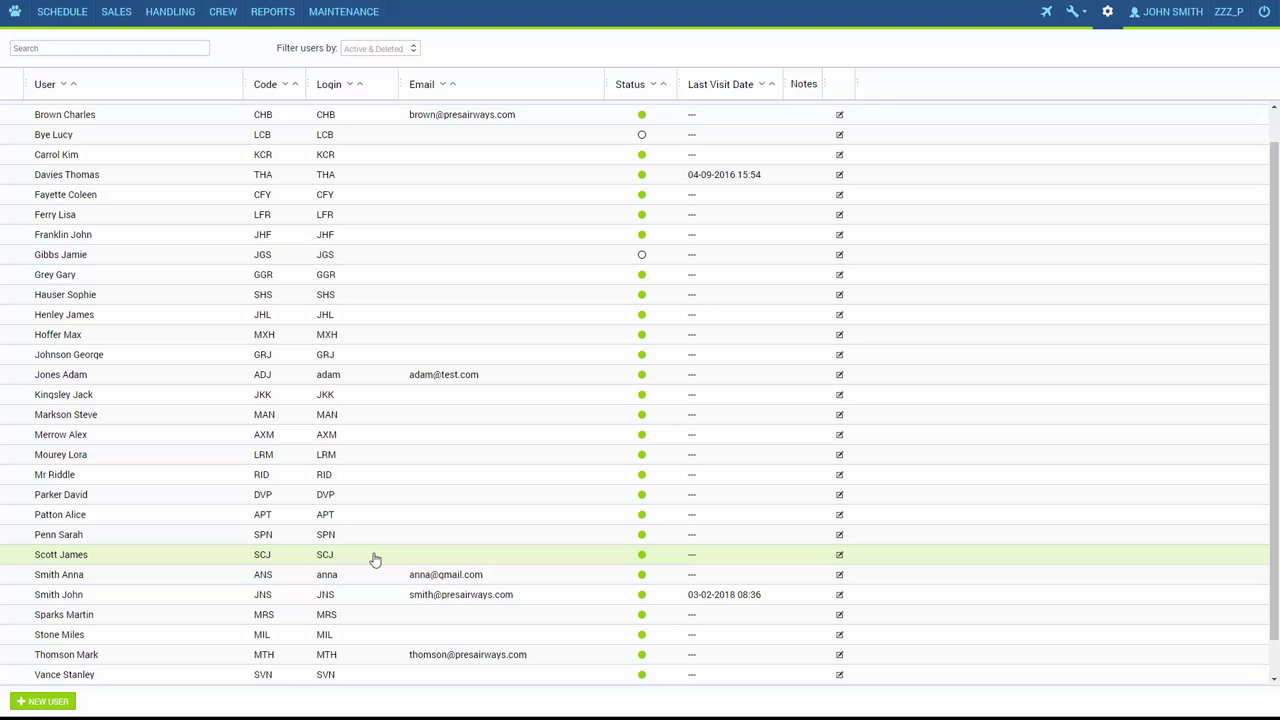 SCHEDULE SALES HANDLING CREW REPORTS MAINTENANCE JOHN SMITH ZZZ_P
Search Filter users by: Active & Deleted
User Code Login Email Status Last Visit Date Notes
Brown Charles CHB CHB brown@presairways.com ---
Bye Lucy LCB LCB ---
Carrol Kim KCR KCR ---
Davies Thomas THA THA 04-09-2016 15:54
Fayette Coleen CFY CFY ---
Ferry Lisa LFR LFR ---
Franklin John JHF JHF ---
Gibbs Jamie JGS JGS ---
Grey Gary GGR GGR ---
Hauser Sophie SHS SHS ---
Henley James JHL JHL ---
Hoffer Max MXH MXH ---
Johnson George GRJ GRJ ---
Jones Adam ADJ adam adam@test.com ---
Kingsley Jack JKK JKK ---
Markson Steve MAN MAN ---
Merrow Alex AXM AXM ---
Mourey Lora LRM LRM ---
Mr Riddle RID RID ---
Parker David DVP DVP ---
Patton Alice APT APT ---
Penn Sarah SPN SPN ---
Scott James SCJ SCJ ---
Smith Anna ANS anna anna@gmail.com ---
Smith John JNS JNS smith@presairways.com 03-02-2018 08:36
Sparks Martin MRS MRS ---
Stone Miles MIL MIL ---
Thomson Mark MTH MTH thomson@presairways.com ---
Vance Stanley SVN SVN ---
+ NEW USER